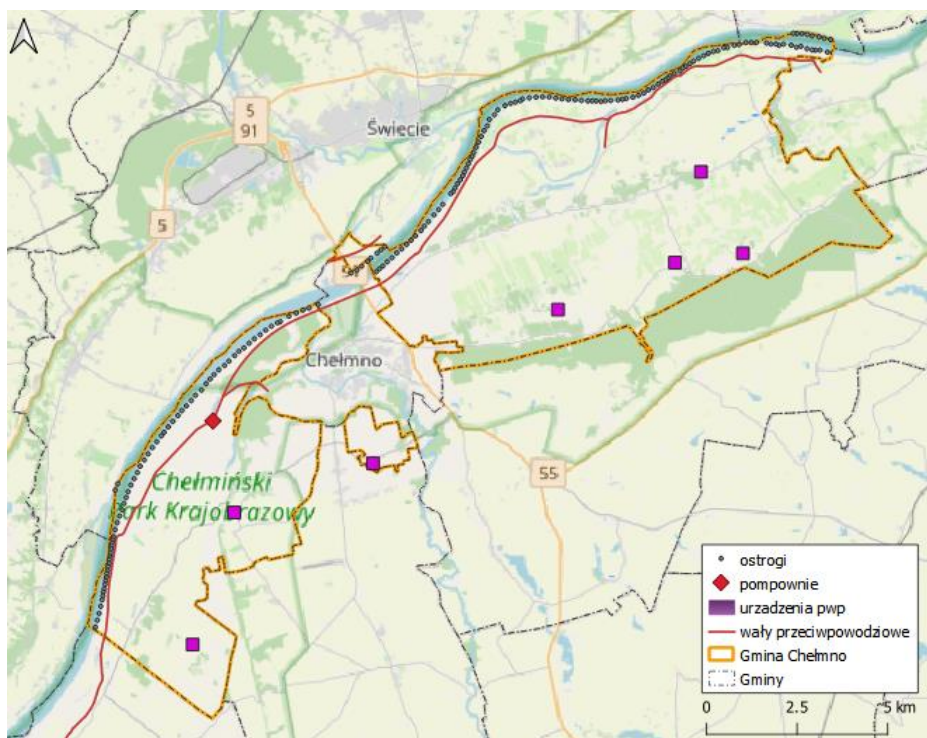 5
91
Świecie
5
Chełmno
55
Chełmiński
Park Krajobrazowy
ostrogi
pompownie
urzadzenia pwp
wały przeciwpowodziowe
Gmina Chełmno
Gminy
0 2.5 5 km